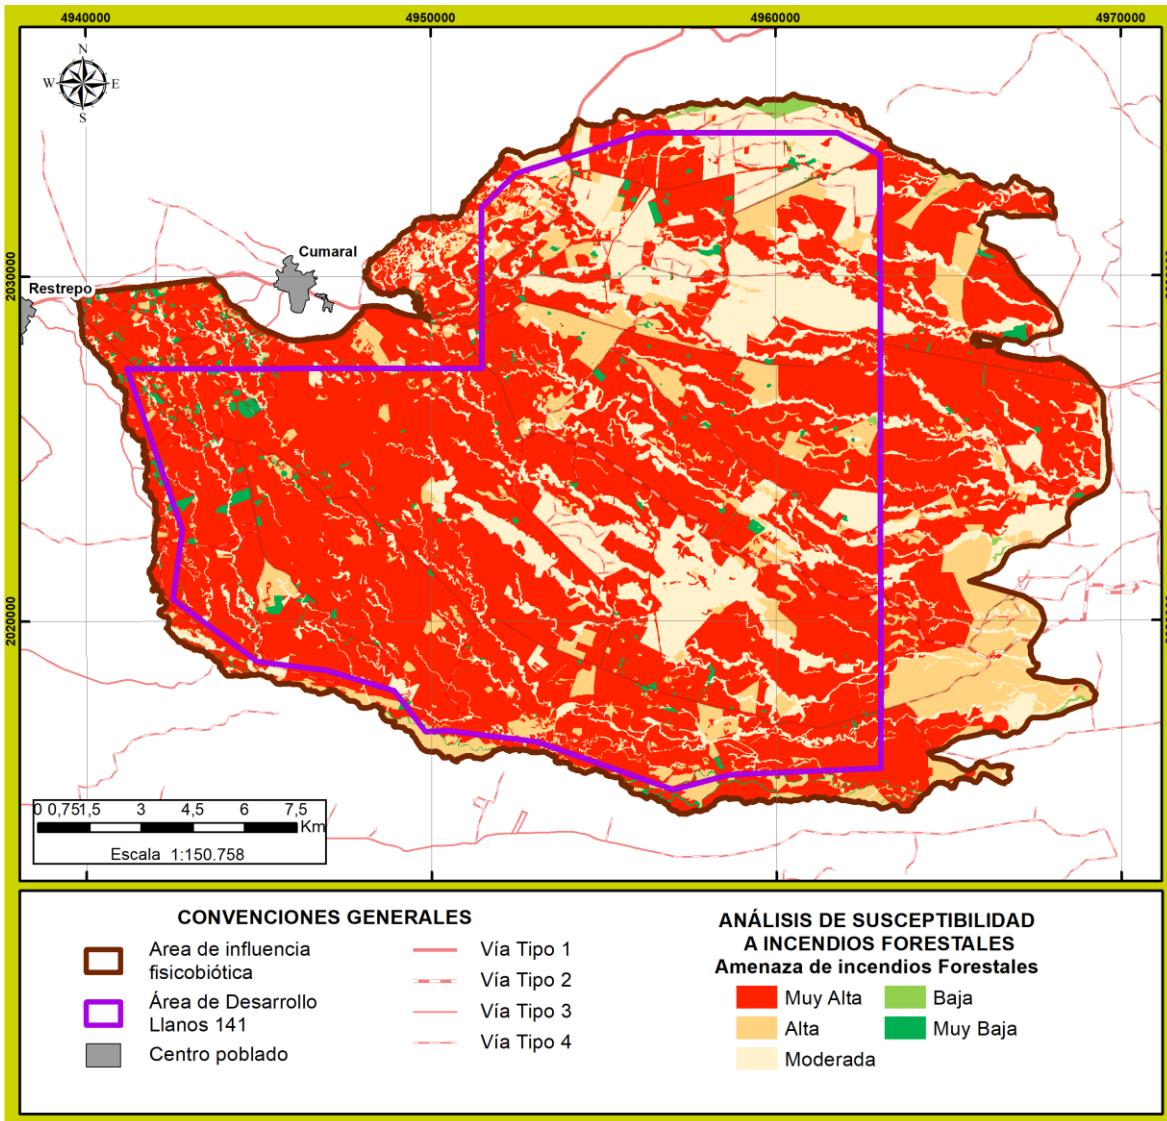 4940000 4950000 4960000 4970000
N
W E
S
Cumaral
Restrepo
2030000
2020000
0 0,75 1,5 3 4,5 6 7,5
Km
Escala 1:150.758
CONVENCIONES GENERALES
Area de influencia
fisicobiótica
Área de Desarrollo
Llanos 141
Centro poblado
Vía Tipo 1
Vía Tipo 2
Vía Tipo 3
Vía Tipo 4
ANÁLISIS DE SUSCEPTIBILIDAD
A INCENDIOS FORESTALES
Amenaza de incendios Forestales
Muy Alta
Alta
Moderada
Baja
Muy Baja